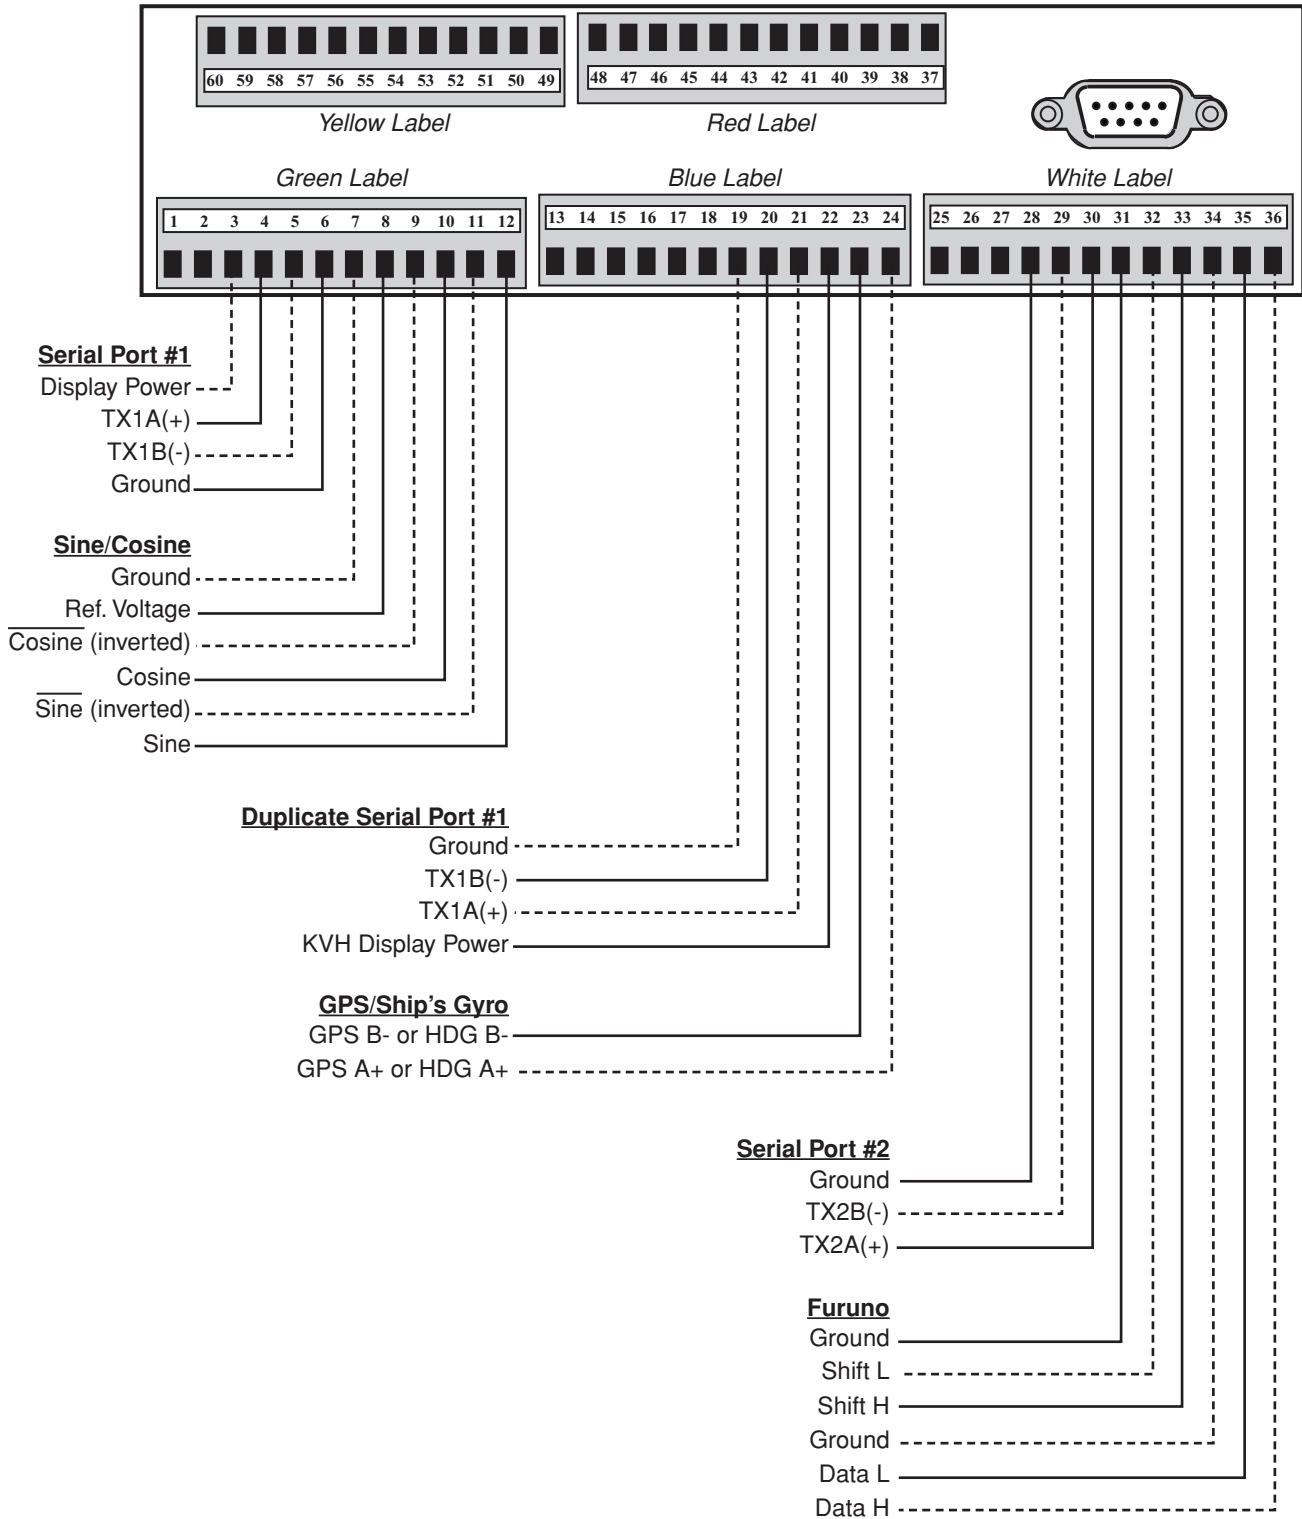 60 59 58 57 56 55 54 53 52 51 50 49
48 47 46 45 44 43 42 41 40 39 38 37
Yellow Label
Red Label
Green Label
Blue Label
White Label
1 2 3 4 5 6 7 8 9 10 11 12
13 14 15 16 17 18 19 20 21 22 23 24
25 26 27 28 29 30 31 32 33 34 35 36
Serial Port #1
Display Power
TX1A(+)
TX1B(-)
Ground
Sine/Cosine
Ground
Ref. Voltage
Cosine (inverted)
Cosine
Sine (inverted)
Sine
Duplicate Serial Port #1
Ground
TX1B(-)
TX1A(+)
KVH Display Power
GPS/Ship's Gyro
GPS B- or HDG B-
GPS A+ or HDG A+
Serial Port #2
Ground
TX2B(-)
TX2A(+)
Furuno
Ground
Shift L
Shift H
Ground
Data L
Data H